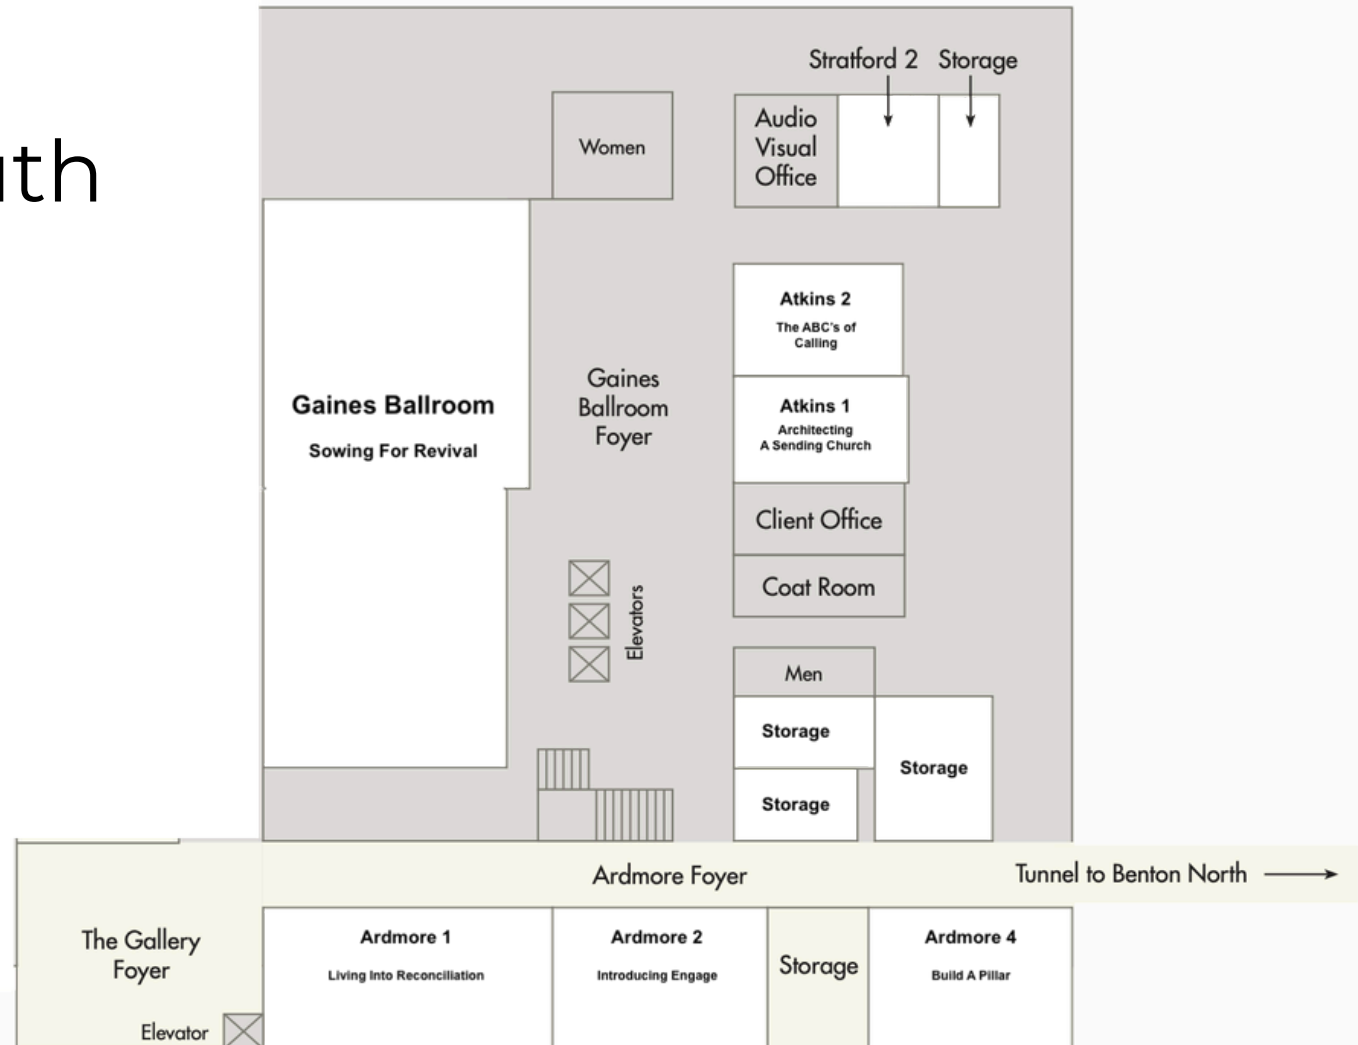 Stratford 2
Storage
Audio
Visual
Office
Women
Atkins 2
The ABC's of
Calling
Atkins 1
Architecting
A Sending Church
Gaines Ballroom
Sowing For Revival
Gaines
Ballroom
Foyer
Client Office
Coat Room
Elevators
Men
Storage
Storage
Storage
Ardmore Foyer
Tunnel to Benton North
The Gallery
Foyer
Elevator
Ardmore 1
Living Into Reconciliation
Ardmore 2
Introducing Engage
Storage
Ardmore 4
Build A Pillar